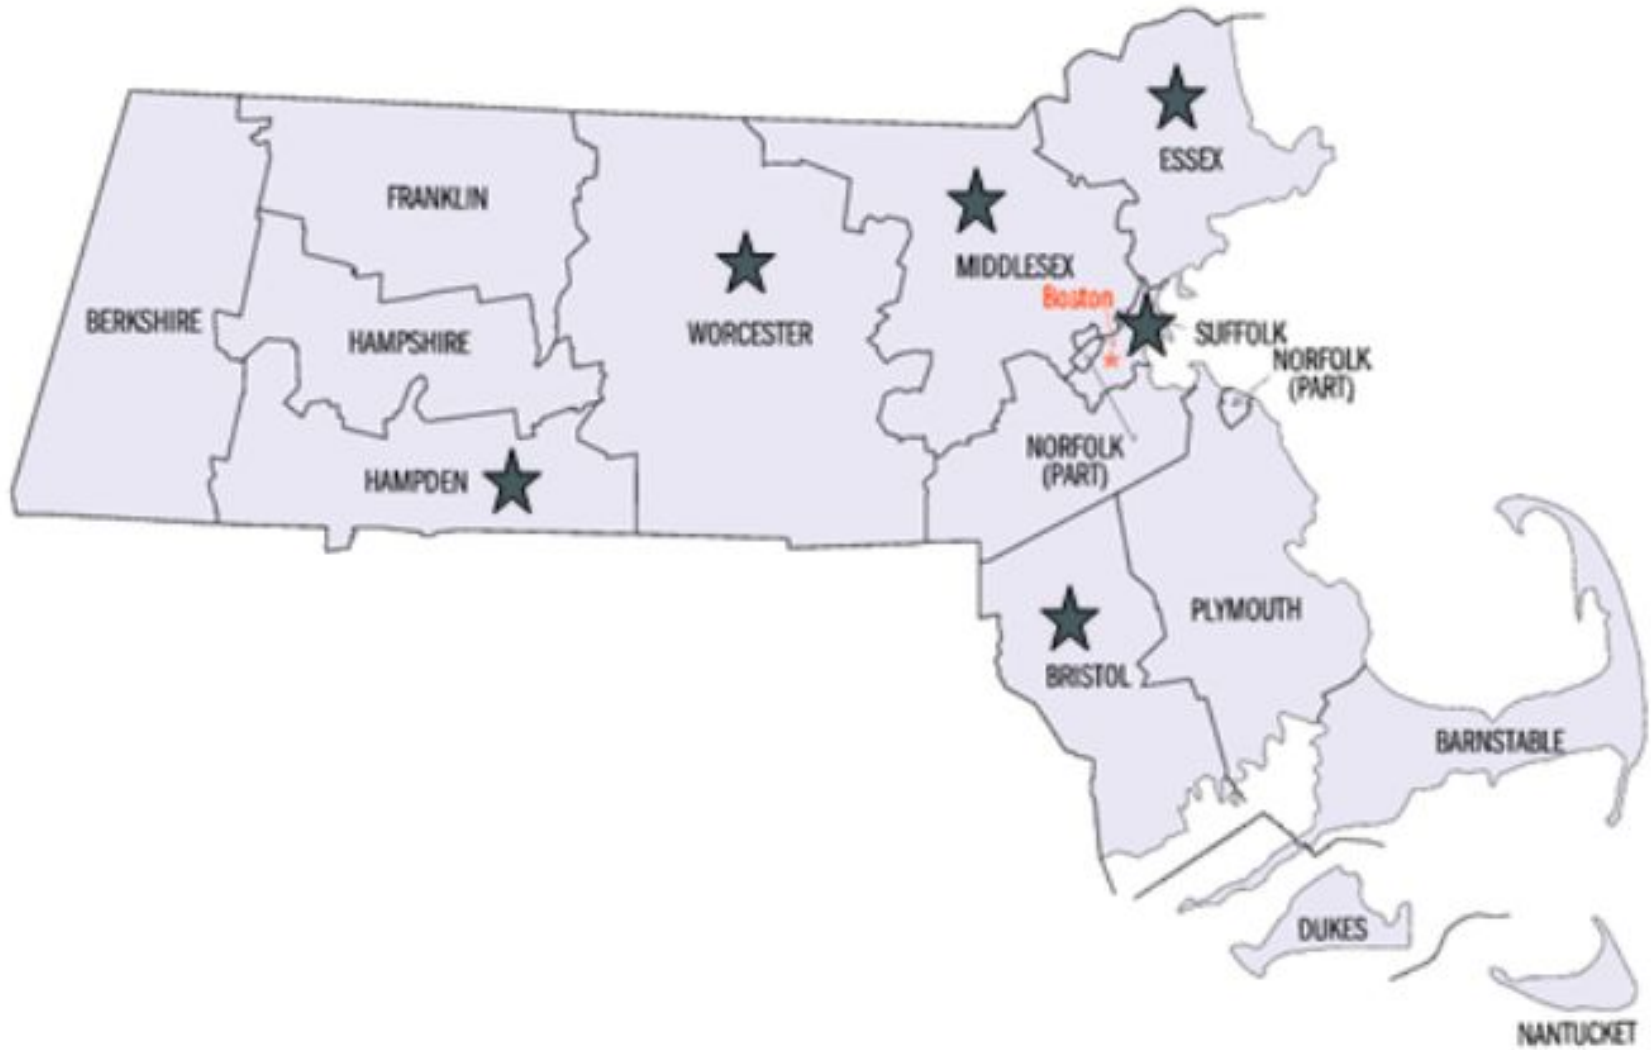 ESSEX
FRANKLIN
MIDDLESEX
Boston
BERKSHIRE
HAMPSHIRE
WORCESTER
SUFFOLK
NORFOLK
(PART)
NORFOLK
(PART)
HAMPDEN
PLYMOUTH
BRISTOL
BARNSTABLE
DUKES
NANTUCKET